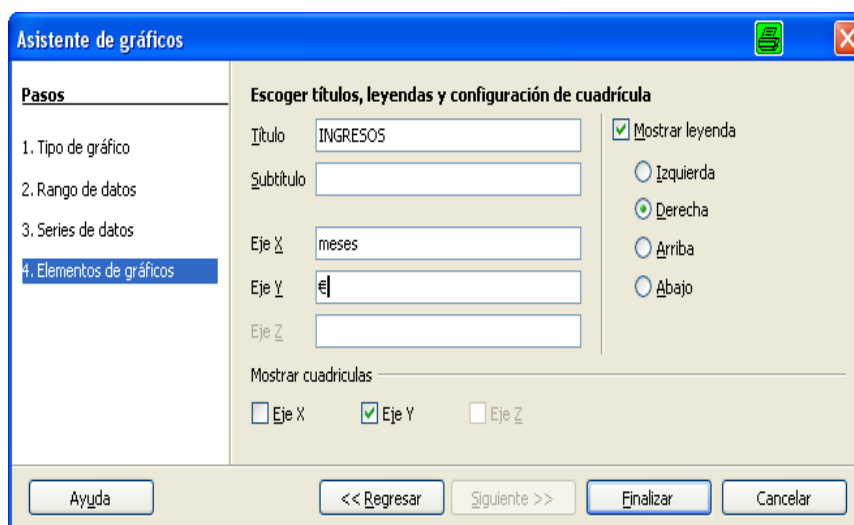 Asistente de gráficos
Pasos
1. Tipo de gráfico
2. Rango de datos
3. Series de datos
4. Elementos de gráficos
Escoger títulos, leyendas y configuración de cuadrícula
Título INGRESOS
Subtítulo
Eje X meses
Eje Y €
Eje Z
Mostrar leyenda
Izquierda
Derecha
Arriba
Abajo
Mostrar cuadriculas
Eje X Eje Y Eje Z
Ayuda << Regresar Siguiente >> Finalizar Cancelar